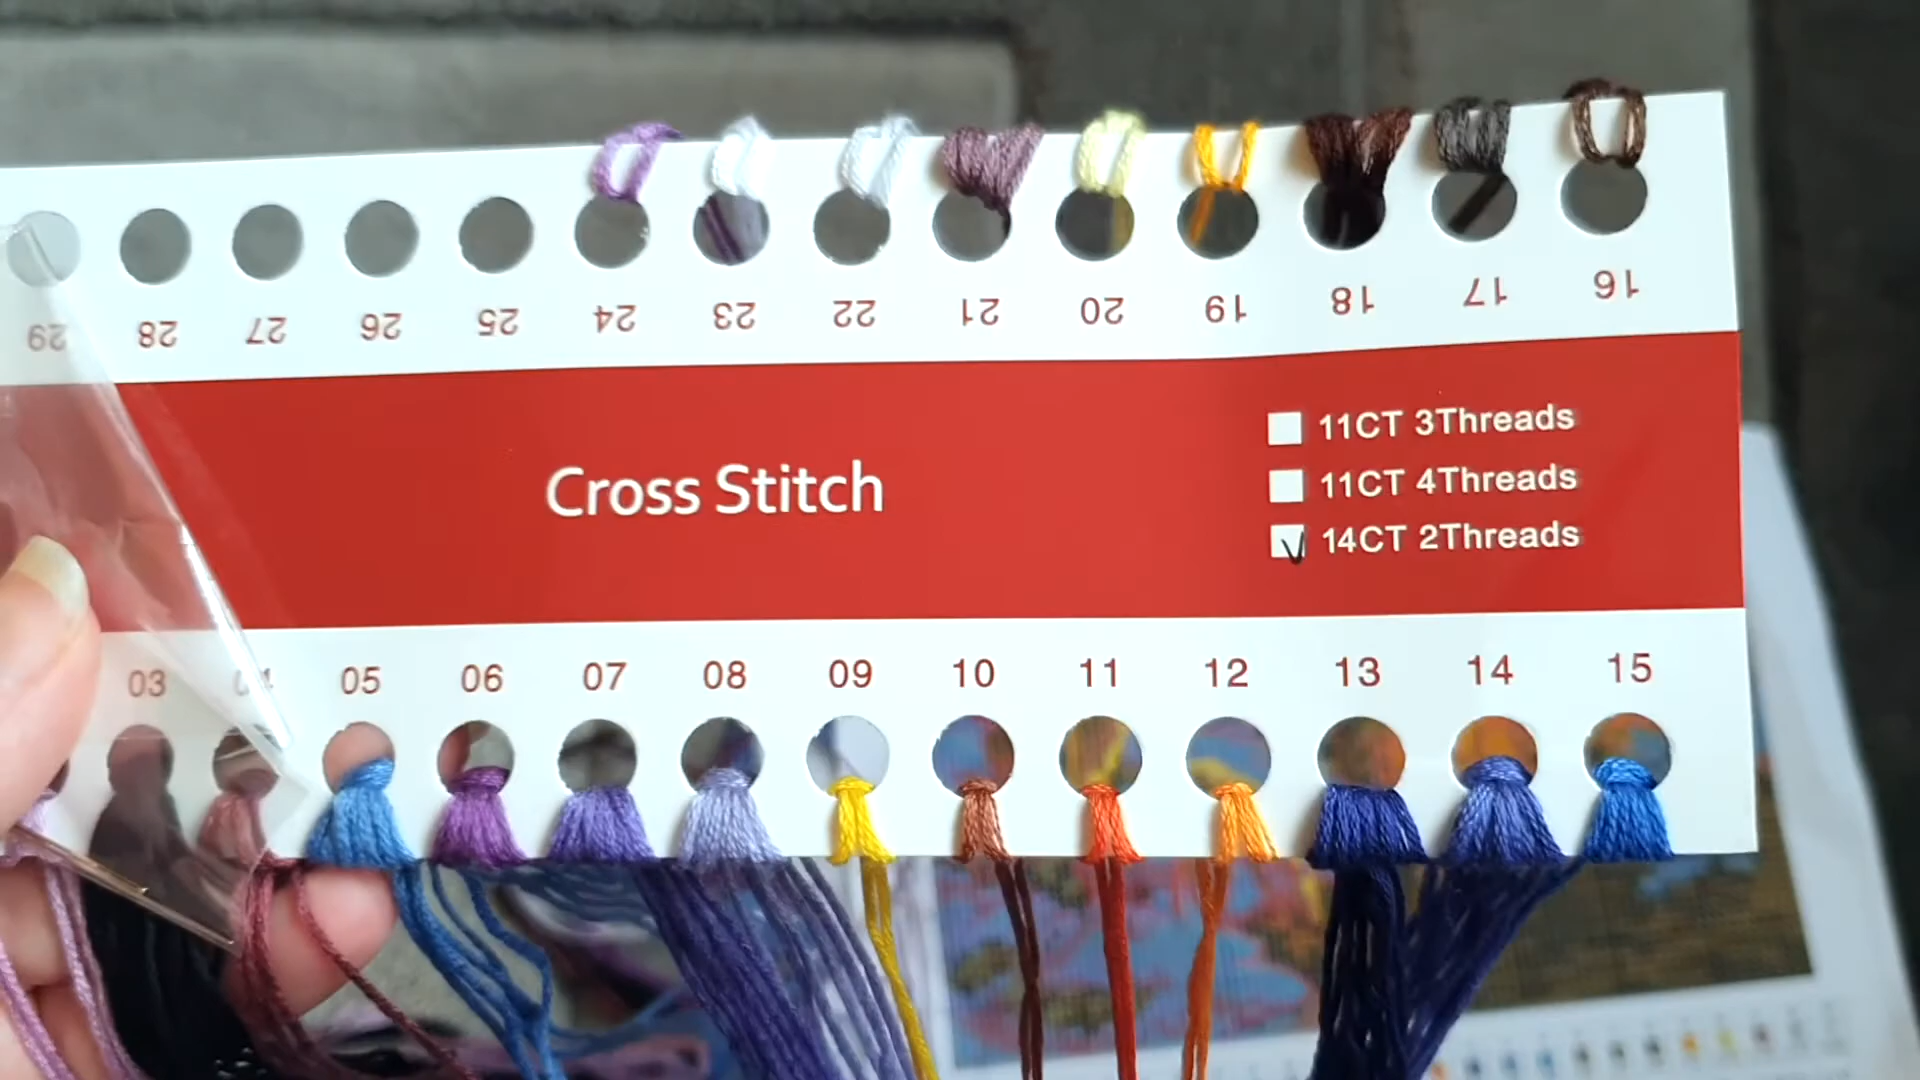 29 28 27 26 25 24 23 22 21 20 19 18 17 16
11CT 3Threads
11CT 4Threads
Cross Stitch
14CT 2Threads
03 04 05 06 07 08 09 10 11 12 13 14 15